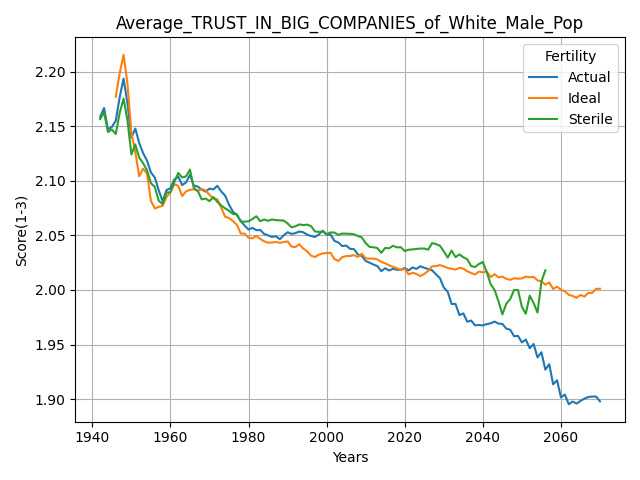 Average_TRUST_IN_BIG_COMPANIES_of_White_Male_Pop
Fertility
Actual
Ideal
Sterile
Score(1-3)
2.20
2.15
2.10
2.05
2.00
1.95
1.90
1940 1960 1980 2000 2020 2040 2060
Years